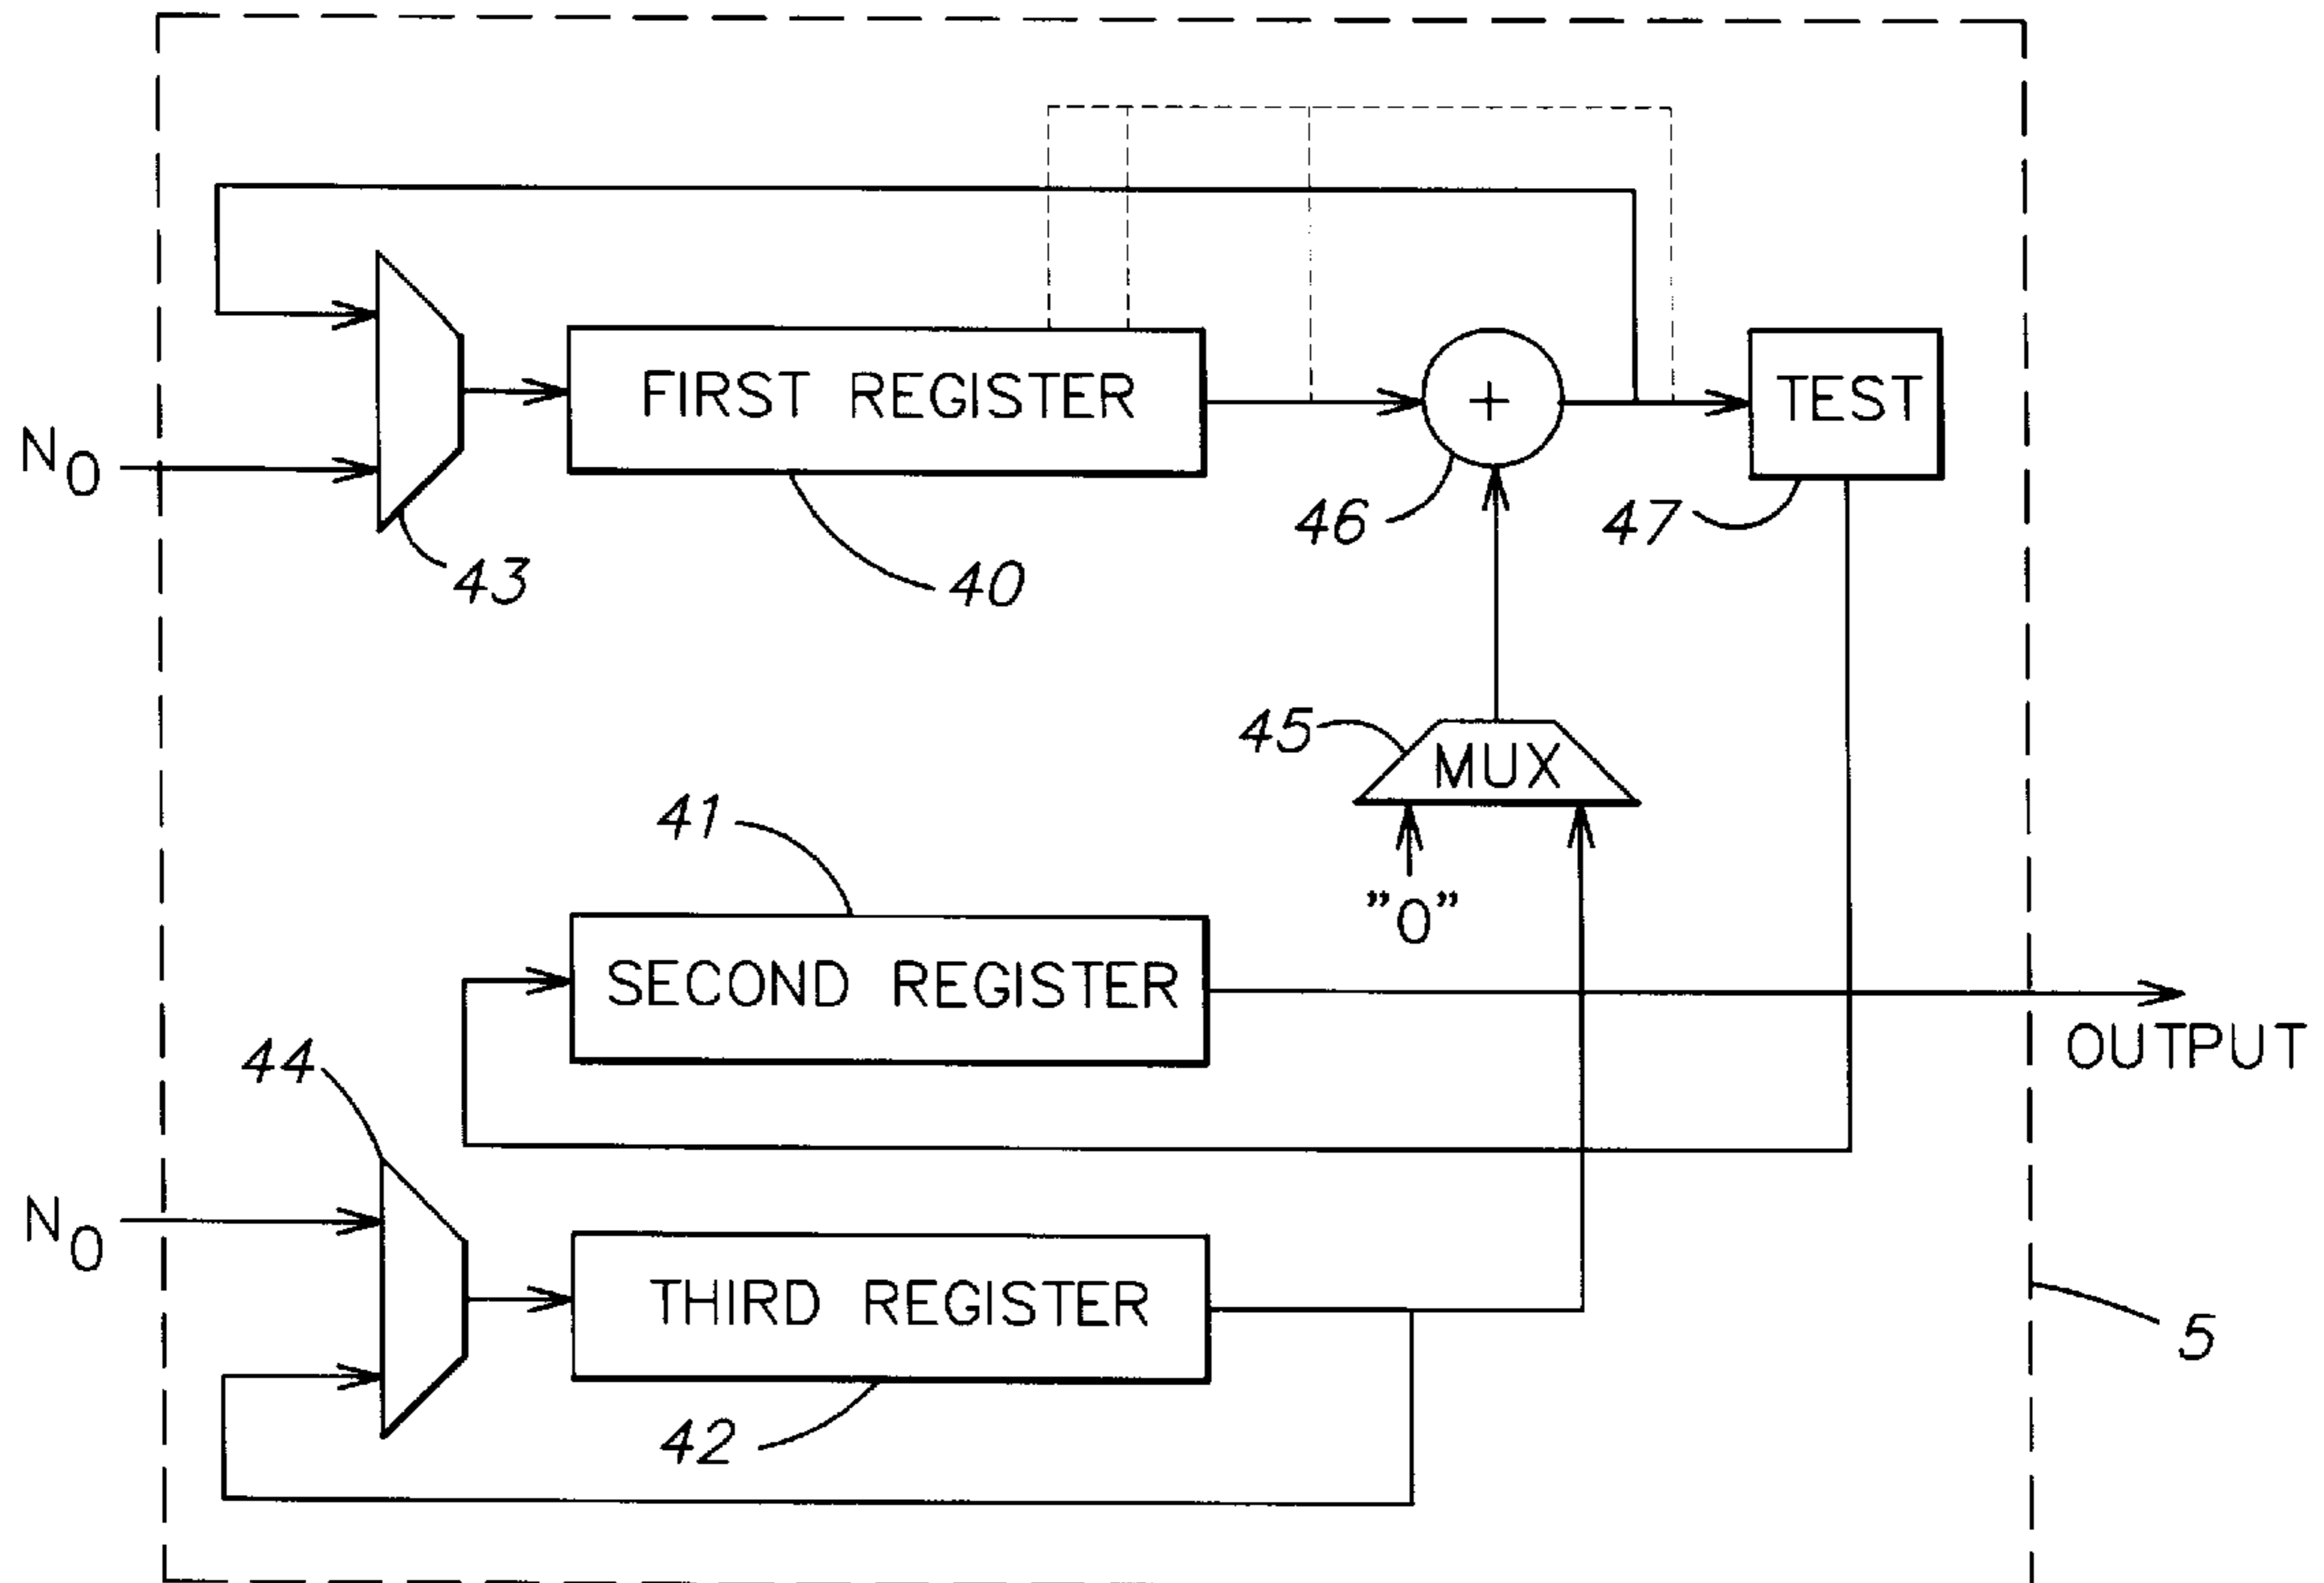 FIRST REGISTER
+
TEST
N0
46
47
43
40
45
MUX
41
"0"
SECOND REGISTER
OUTPUT
44
N0
THIRD REGISTER
5
42